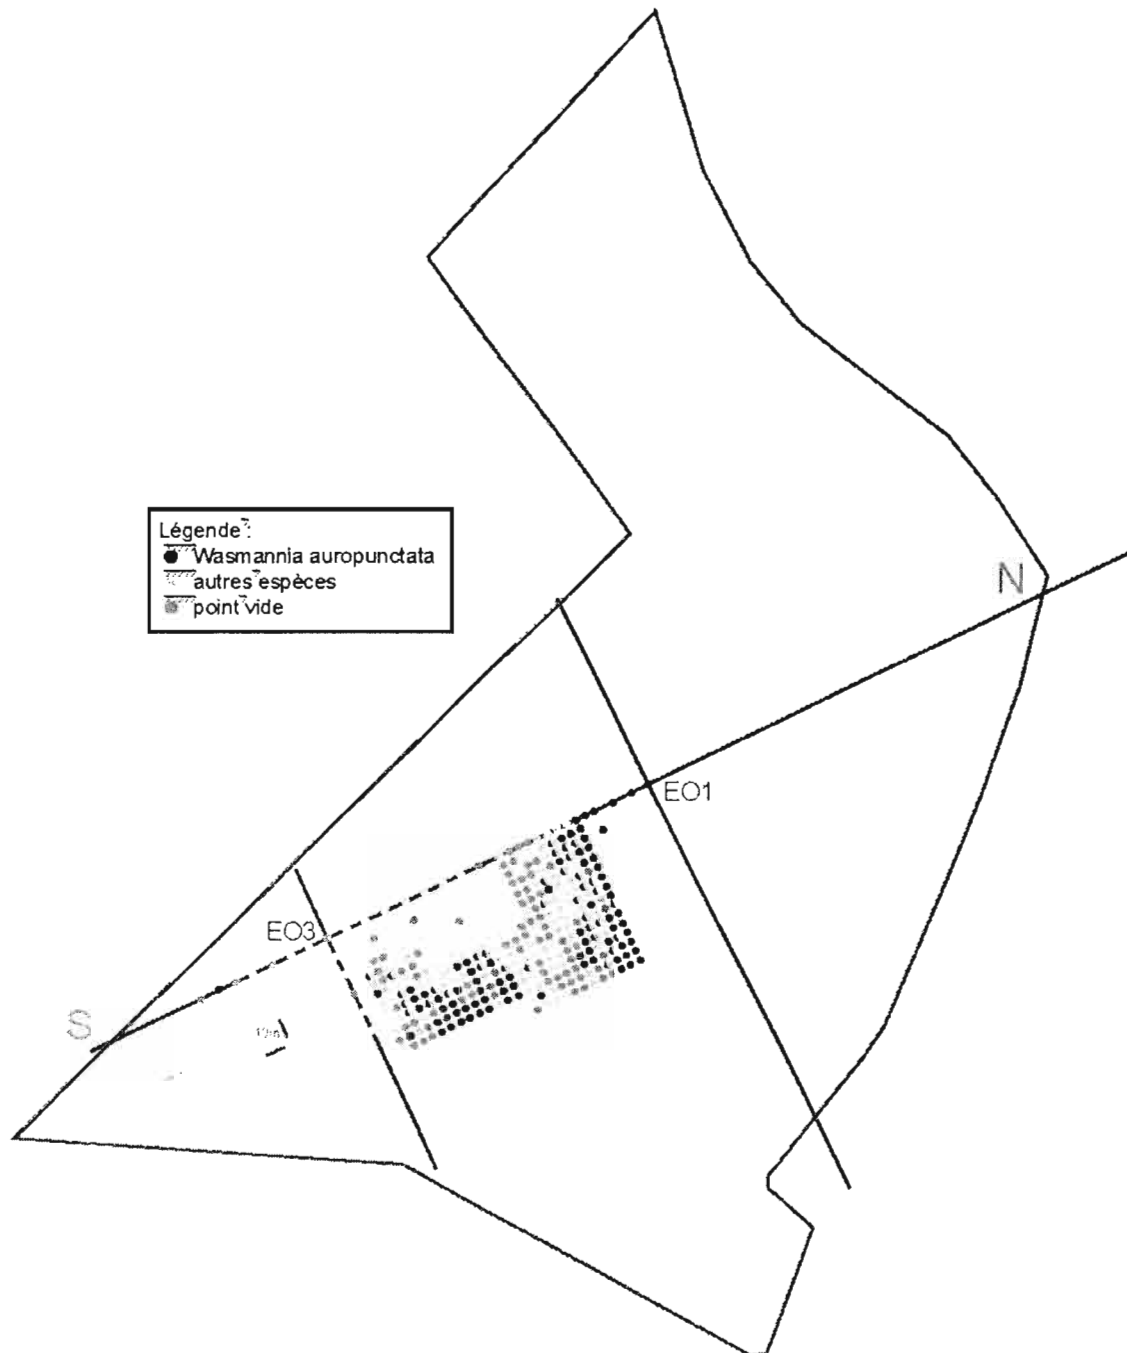 Légende :
Wasmannia auropunctata
autres espèces
point vide
N
EO1
EO3
S